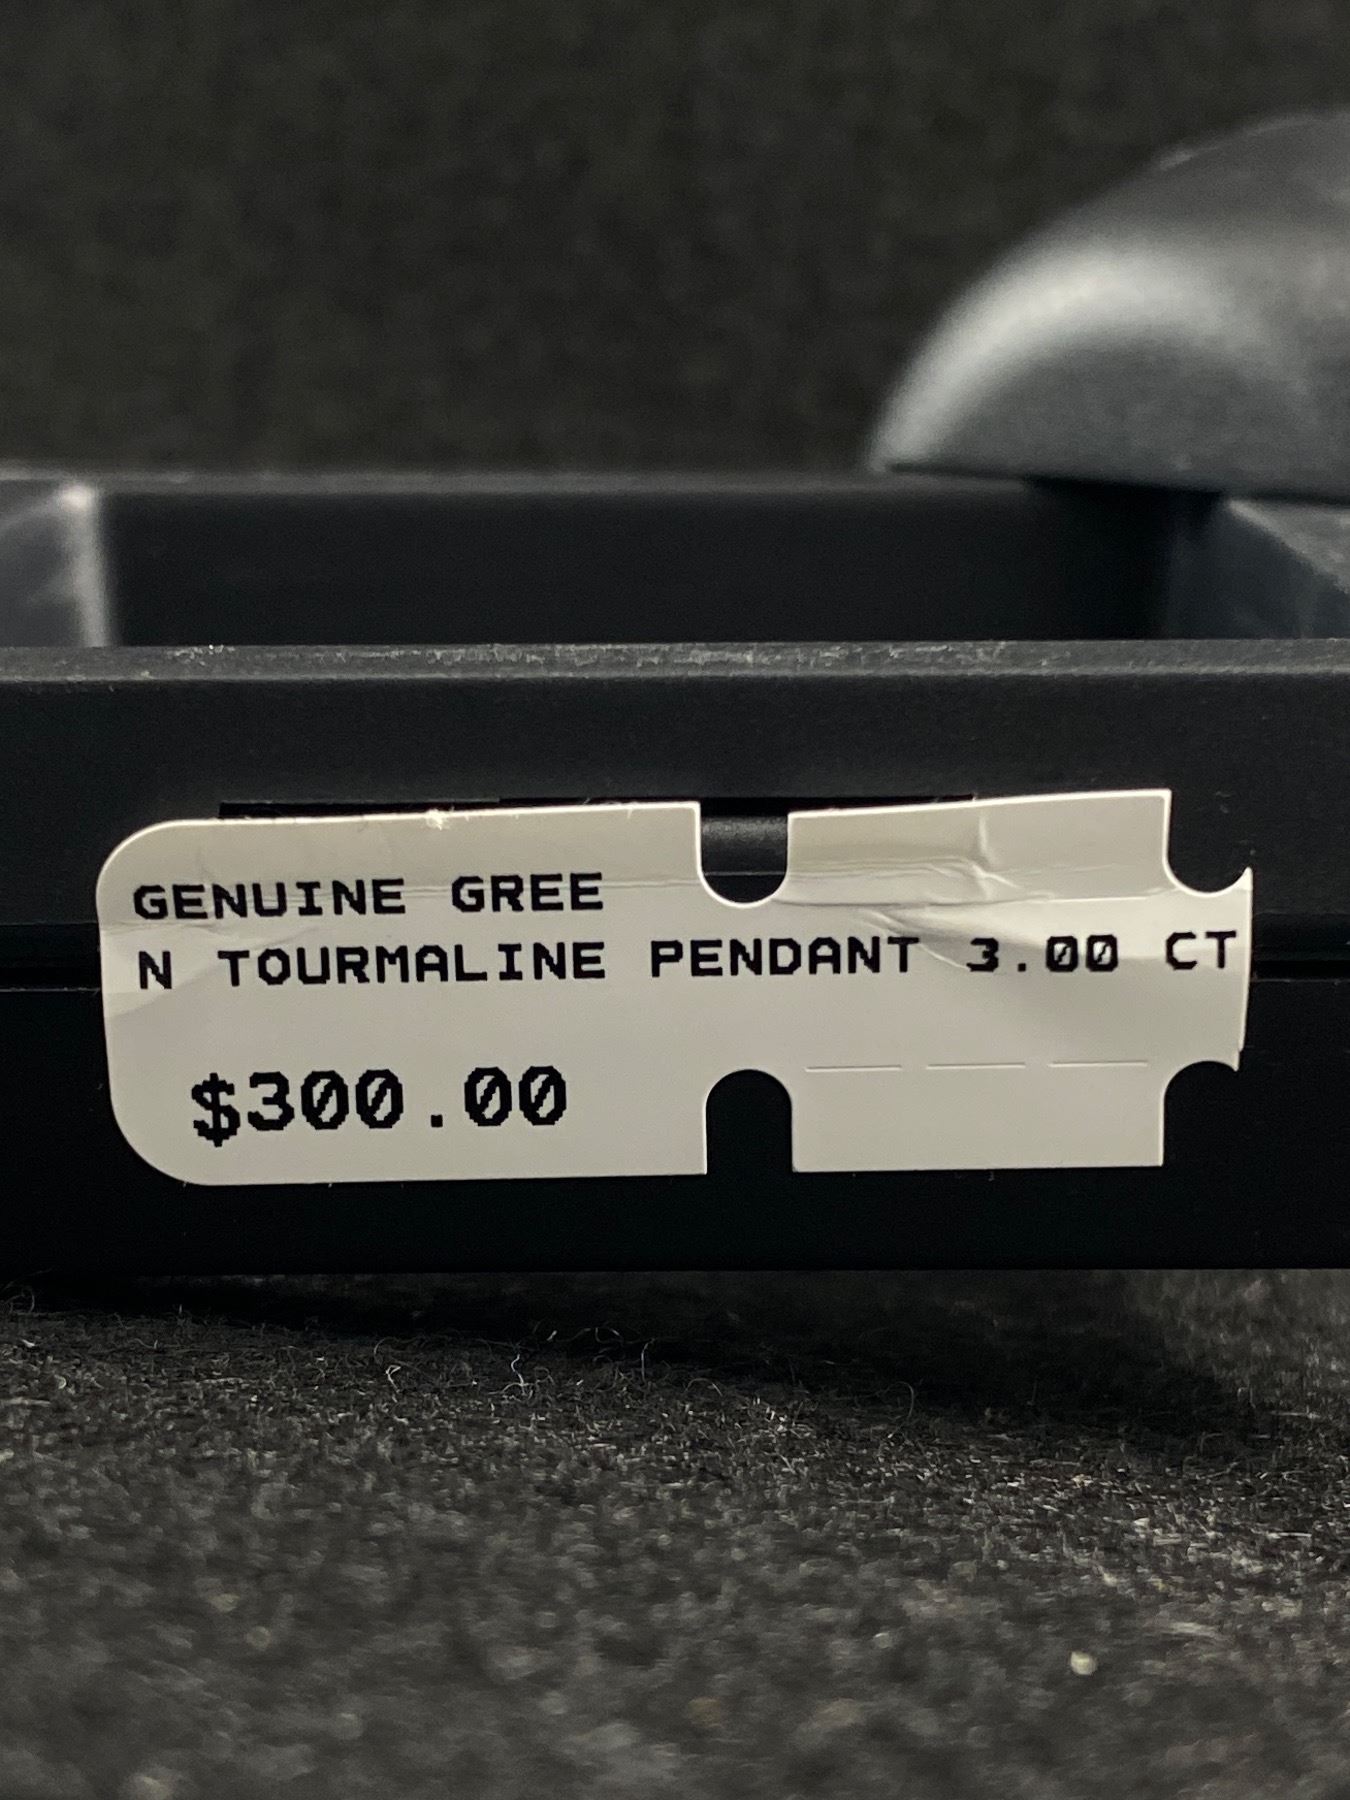 GENUINE GREE
N TOURMALINE PENDANT 3.00 CT
$300.00